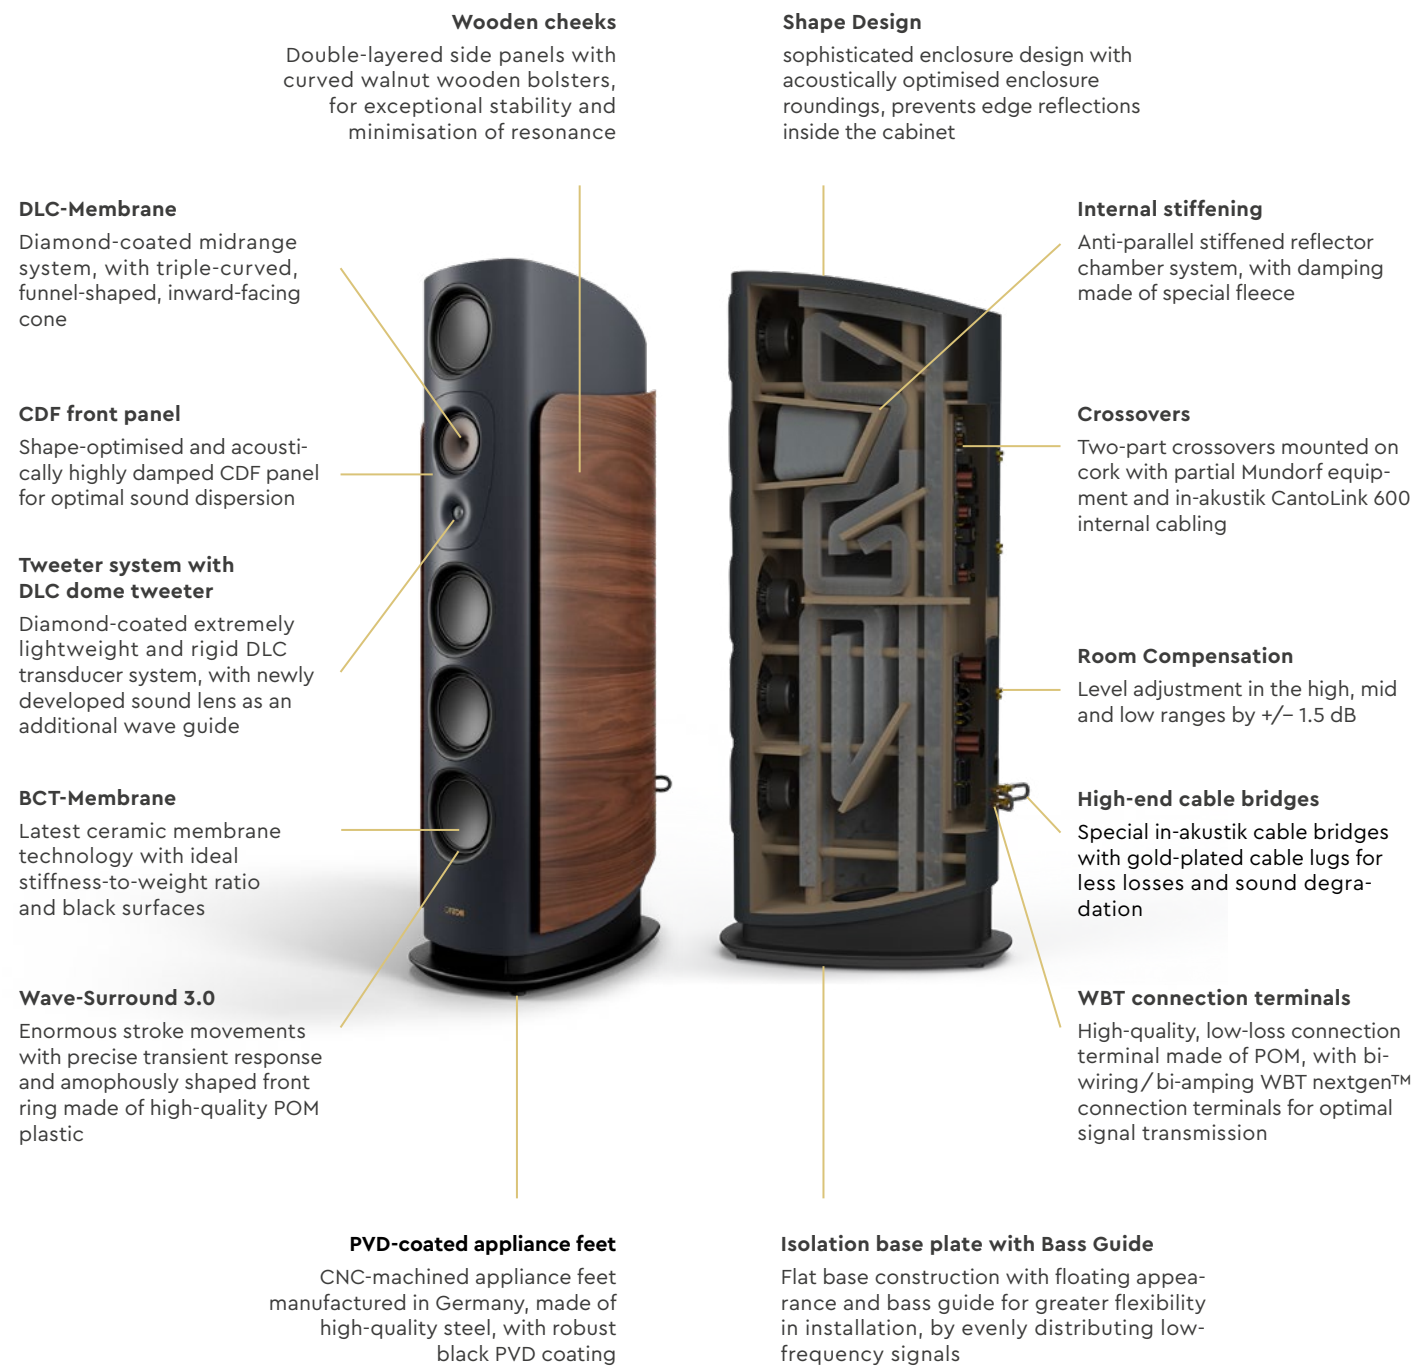 Wooden cheeks
Double-layered side panels with
curved walnut wooden bolsters,
for exceptional stability and
minimisation of resonance
Shape Design
sophisticated enclosure design with
acoustically optimised enclosure
roundings, prevents edge reflections
inside the cabinet
DLC-Membrane
Diamond-coated midrange
system, with triple-curved,
funnel-shaped, inward-facing
cone
CDF front panel
Shape-optimised and acousti-
cally highly damped CDF panel
for optimal sound dispersion
Tweeter system with
DLC dome tweeter
Diamond-coated extremely
lightweight and rigid DLC
transducer system, with newly
developed sound lens as an
additional wave guide
BCT-Membrane
Latest ceramic membrane
technology with ideal
stiffness-to-weight ratio
and black surfaces
Wave-Surround 3.0
Enormous stroke movements
with precise transient response
and amophously shaped front
ring made of high-quality POM
plastic
Internal stiffening
Anti-parallel stiffened reflector
chamber system, with damping
made of special fleece
Crossovers
Two-part crossovers mounted on
cork with partial Mundorf equip-
ment and in-akustik CantoLink 600
internal cabling
Room Compensation
Level adjustment in the high, mid
and low ranges by +/– 1.5 dB
High-end cable bridges
Special in-akustik cable bridges
with gold-plated cable lugs for
less losses and sound degra-
dation
WBT connection terminals
High-quality, low-loss connection
terminal made of POM, with bi-
wiring/bi-amping WBT nextgen™
connection terminals for optimal
signal transmission
PVD-coated appliance feet
CNC-machined appliance feet
manufactured in Germany, made of
high-quality steel, with robust
black PVD coating
Isolation base plate with Bass Guide
Flat base construction with floating appea-
rance and bass guide for greater flexibility
in installation, by evenly distributing low-
frequency signals